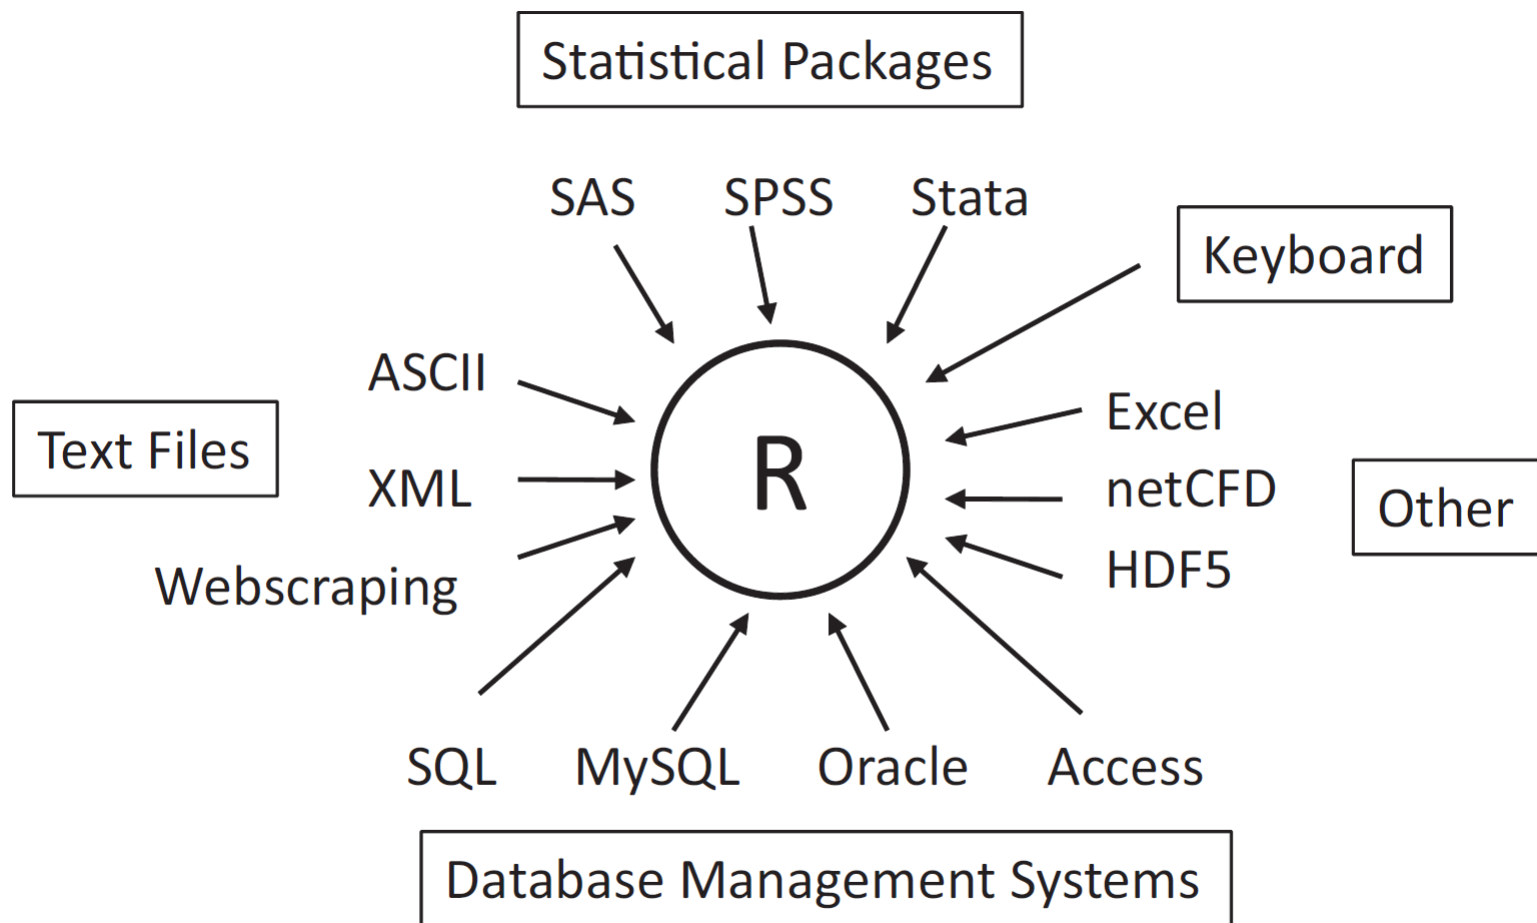 Statistical Packages
SAS SPSS Stata
Keyboard
ASCII
Excel
Text Files
R
XML
netCFD
Other
Webscraping
HDF5
SQL MySQL Oracle Access
Database Management Systems